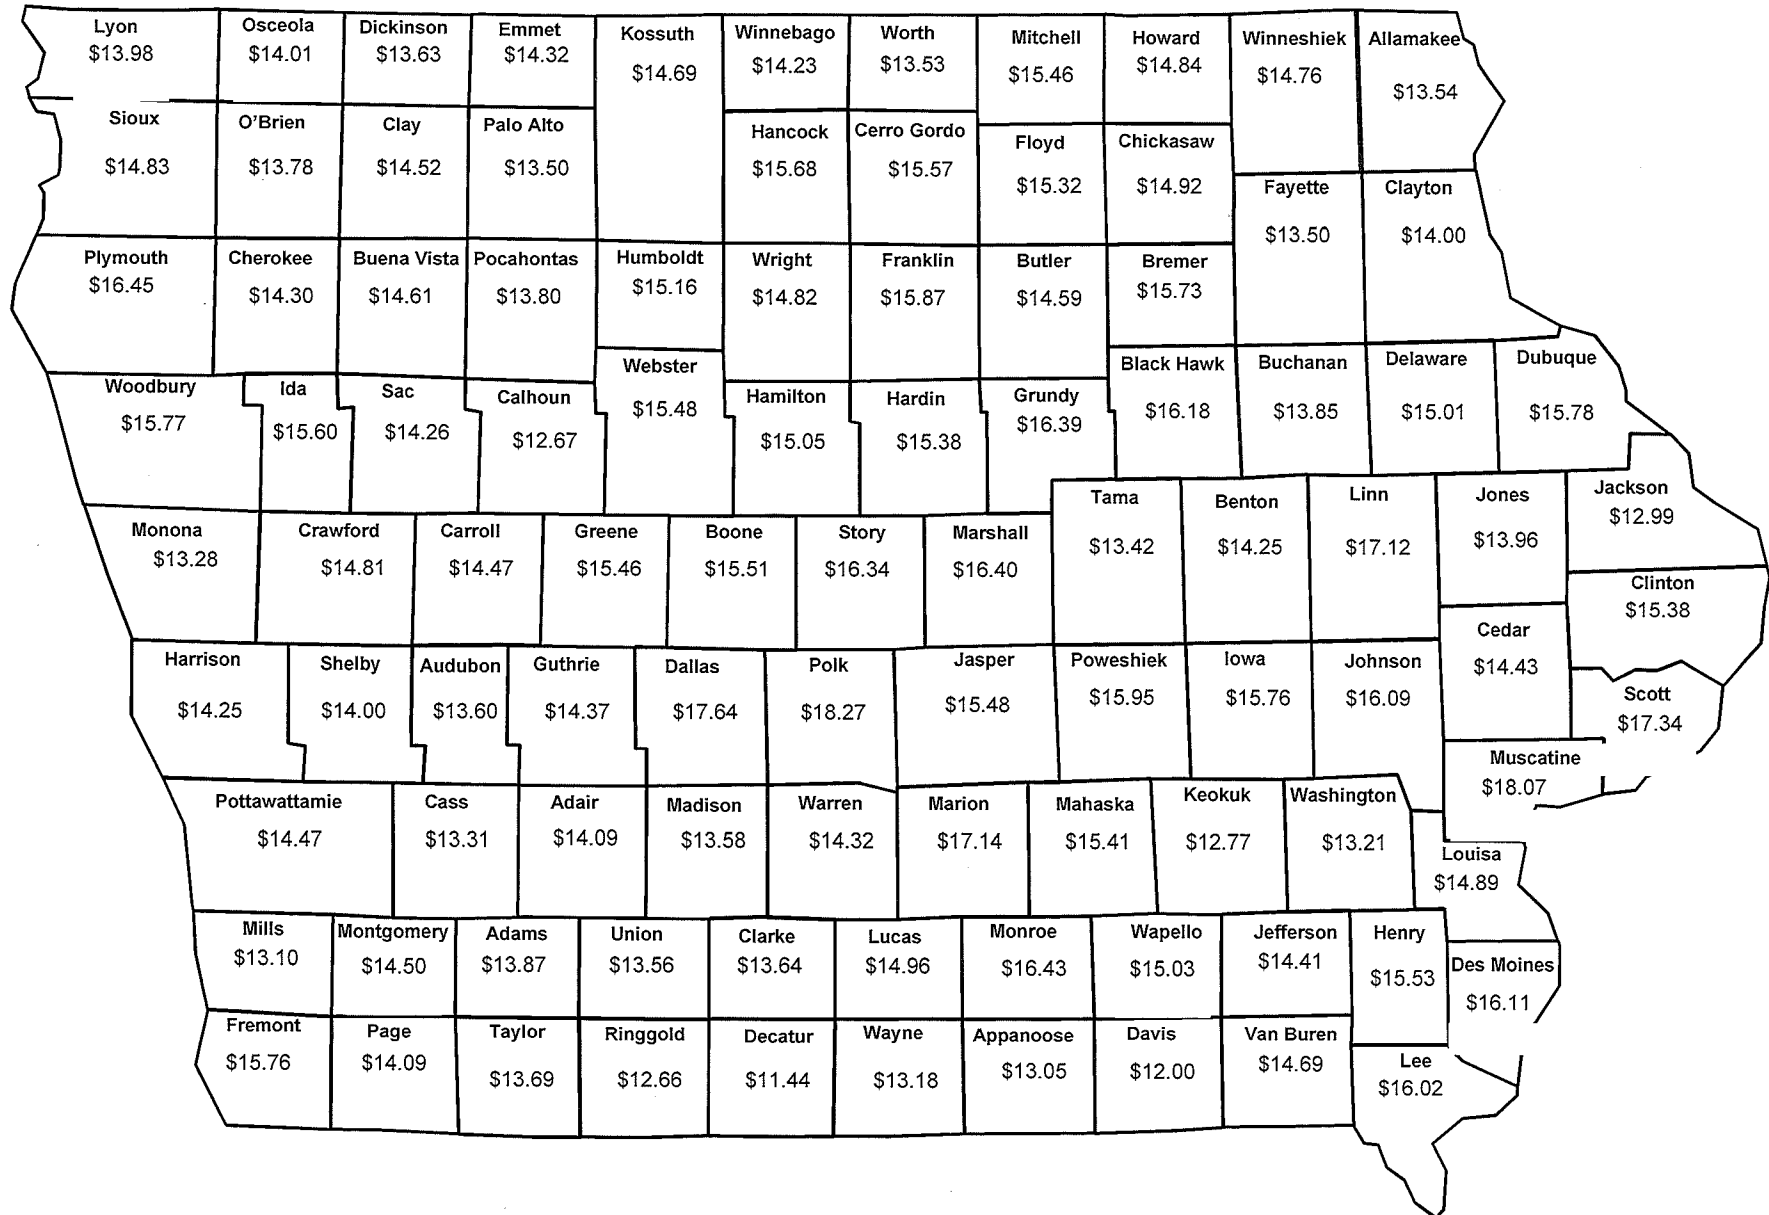 Lyon
$13.98
Osceola
$14.01
Dickinson
$13.63
Emmet
$14.32
Kossuth
$14.69
Winnebago
$14.23
Worth
$13.53
Mitchell
$15.46
Howard
$14.84
Winneshiek
$14.76
Allamakee
$13.54
Sioux
$14.83
O'Brien
$13.78
Clay
$14.52
Palo Alto
$13.50
Hancock
$15.68
Cerro Gordo
$15.57
Floyd
$15.32
Chickasaw
$14.92
Fayette
$13.50
Clayton
$14.00
Plymouth
$16.45
Cherokee
$14.30
Buena Vista
$14.61
Pocahontas
$13.80
Humboldt
$15.16
Wright
$14.82
Franklin
$15.87
Butler
$14.59
Bremer
$15.73
Woodbury
$15.77
Ida
$15.60
Sac
$14.26
Calhoun
$12.67
Webster
$15.48
Hamilton
$15.05
Hardin
$15.38
Grundy
$16.39
Black Hawk
$16.18
Buchanan
$13.85
Delaware
$15.01
Dubuque
$15.78
Monona
$13.28
Crawford
$14.81
Carroll
$14.47
Greene
$15.46
Boone
$15.51
Story
$16.34
Marshall
$16.40
Tama
$13.42
Benton
$14.25
Linn
$17.12
Jones
$13.96
Jackson
$12.99
Clinton
$15.38
Cedar
$14.43
Scott
$17.34
Harrison
$14.25
Shelby
$14.00
Audubon
$13.60
Guthrie
$14.37
Dallas
$17.64
Polk
$18.27
Jasper
$15.48
Poweshiek
$15.95
Iowa
$15.76
Johnson
$16.09
Muscatine
$18.07
Pottawattamie
$14.47
Cass
$13.31
Adair
$14.09
Madison
$13.58
Warren
$14.32
Marion
$17.14
Mahaska
$15.41
Keokuk
$12.77
Washington
$13.21
Louisa
$14.89
Mills
$13.10
Montgomery
$14.50
Adams
$13.87
Union
$13.56
Clarke
$13.64
Lucas
$14.96
Monroe
$16.43
Wapello
$15.03
Jefferson
$14.41
Henry
$15.53
Des Moines
$16.11
Fremont
$15.76
Page
$14.09
Taylor
$13.69
Ringgold
$12.66
Decatur
$11.44
Wayne
$13.18
Appanoose
$13.05
Davis
$12.00
Van Buren
$14.69
Lee
$16.02